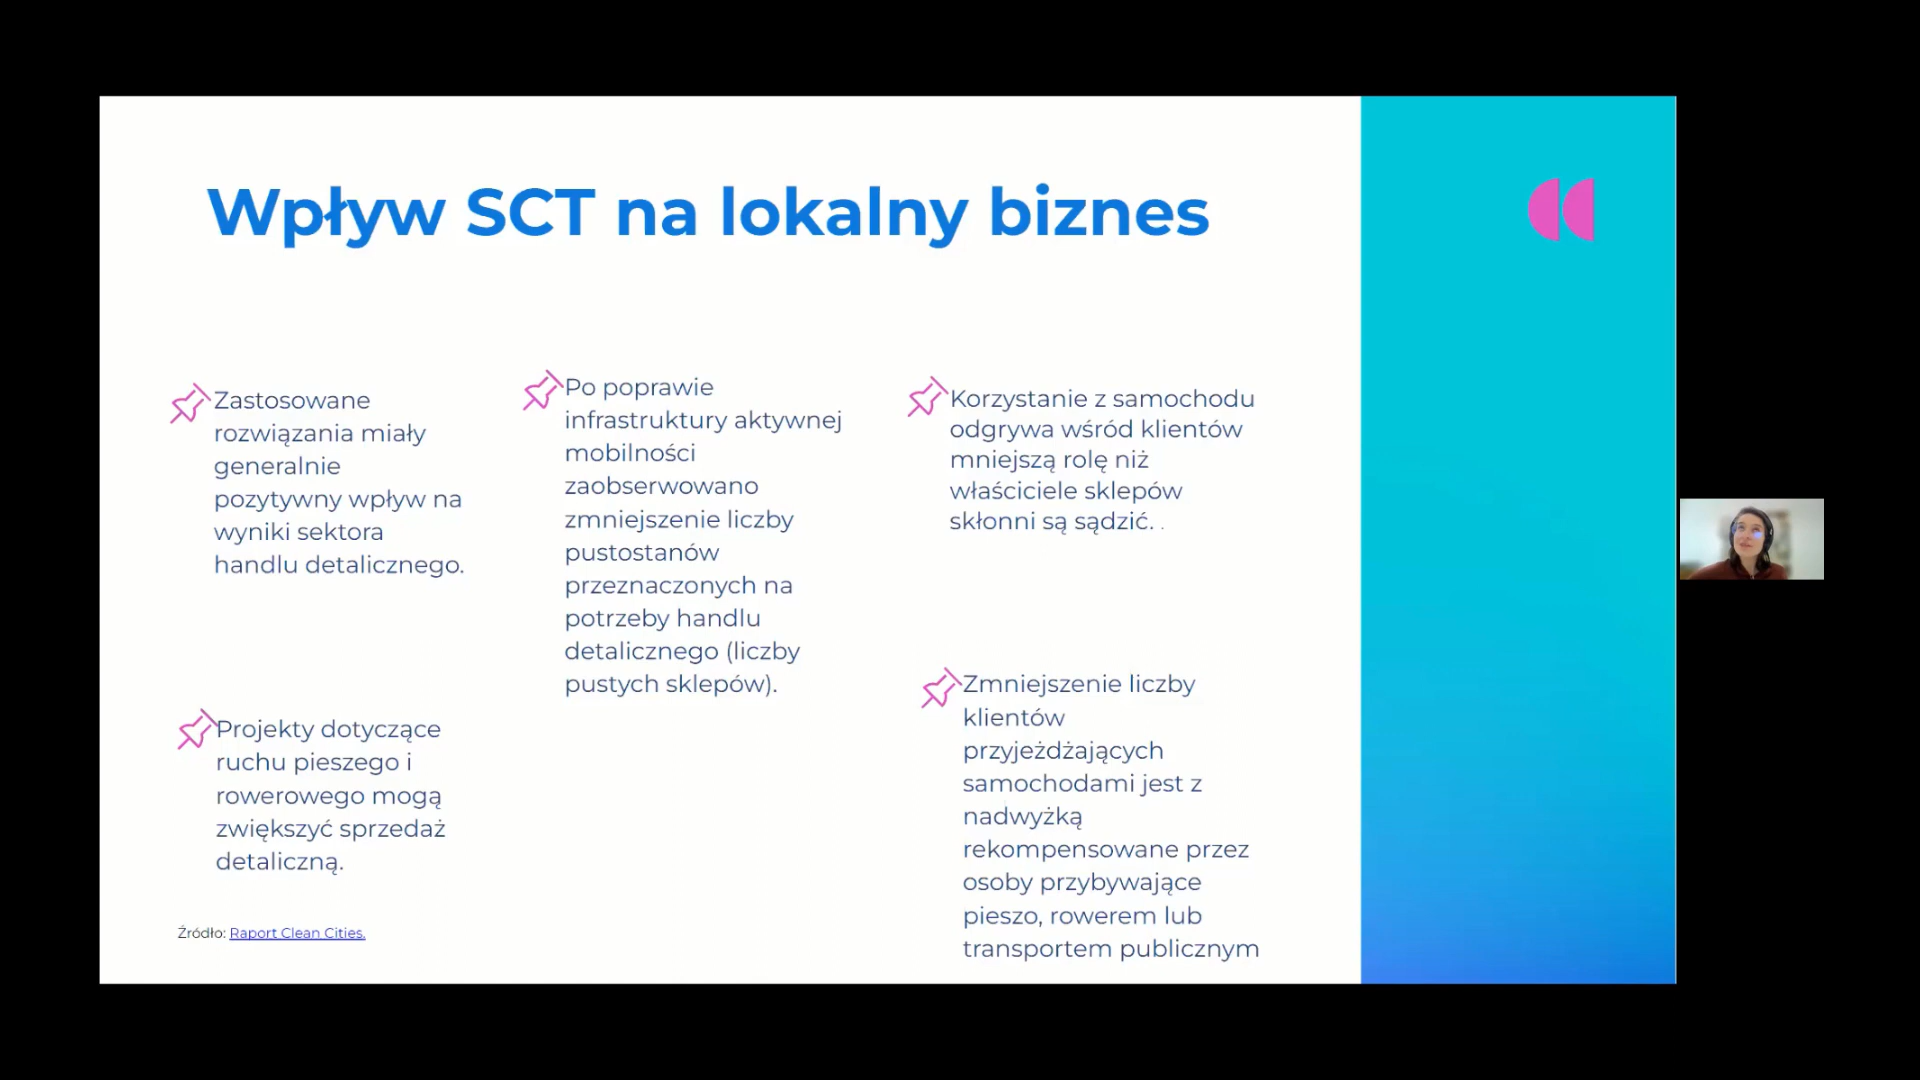 Wpływ SCT na lokalny biznes
Zastosowane
rozwiązania miały
generalnie
pozytywny wpływ na
wyniki sektora
handlu detalicznego.
Projekty dotyczące
ruchu pieszego i
rowerowego mogą
zwiększyć sprzedaż
detaliczną.
Po poprawie
infrastruktury aktywnej
mobilności
zaobserwowano
zmniejszenie liczby
pustostanów
przeznaczonych na
potrzeby handlu
detalicznego (liczby
pustych sklepów).
Korzystanie z samochodu
odgrywa wśród klientów
mniejszą rolę niż
właściciele sklepów
skłonni są sądzić. .
Zmniejszenie liczby
klientów
przyjeżdżających
samochodami jest z
nadwyżką
rekompensowane przez
osoby przybywające
pieszo, rowerem lub
transportem publicznym
Źródło: Raport Clean Cities.